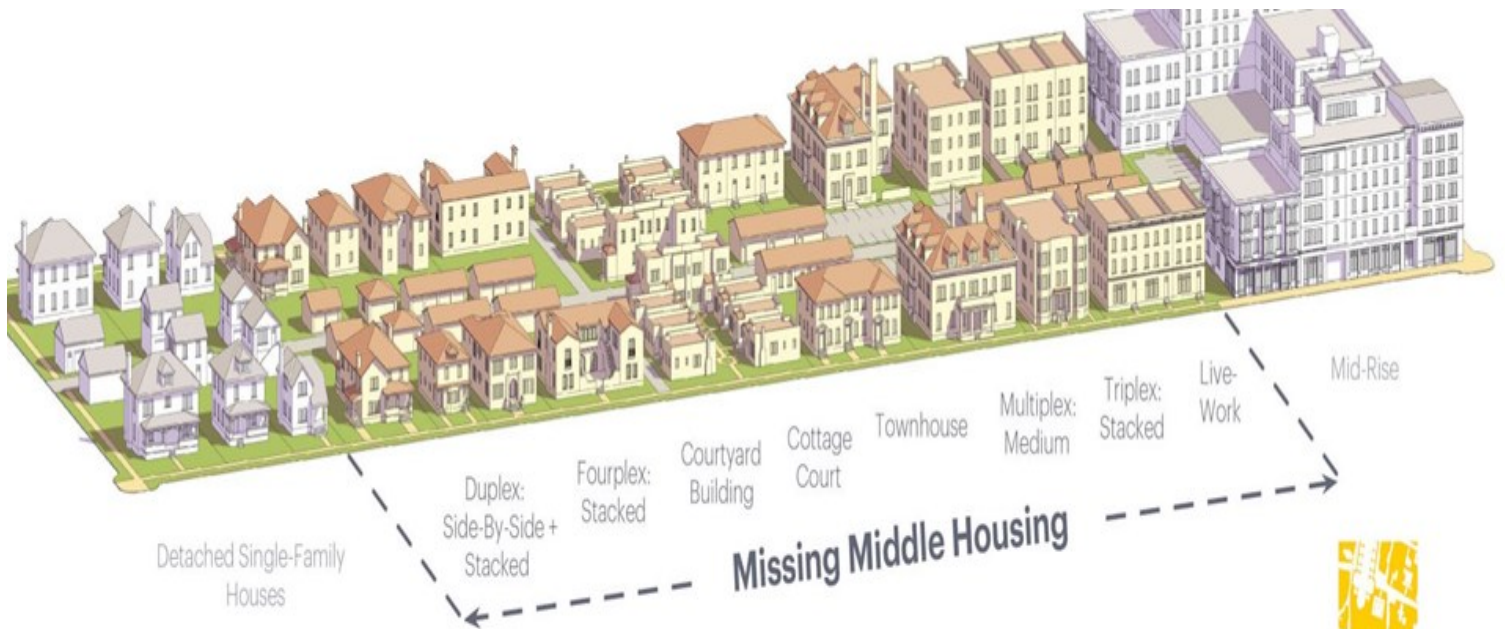 Detached Single-Family
Houses
Duplex:
Side-By-Side +
Stacked
Fourplex:
Stacked
Courtyard
Building
Cottage
Court
Townhouse
Multiplex:
Medium
Triplex:
Stacked
Live-
Work
Mid-Rise
Missing Middle Housing